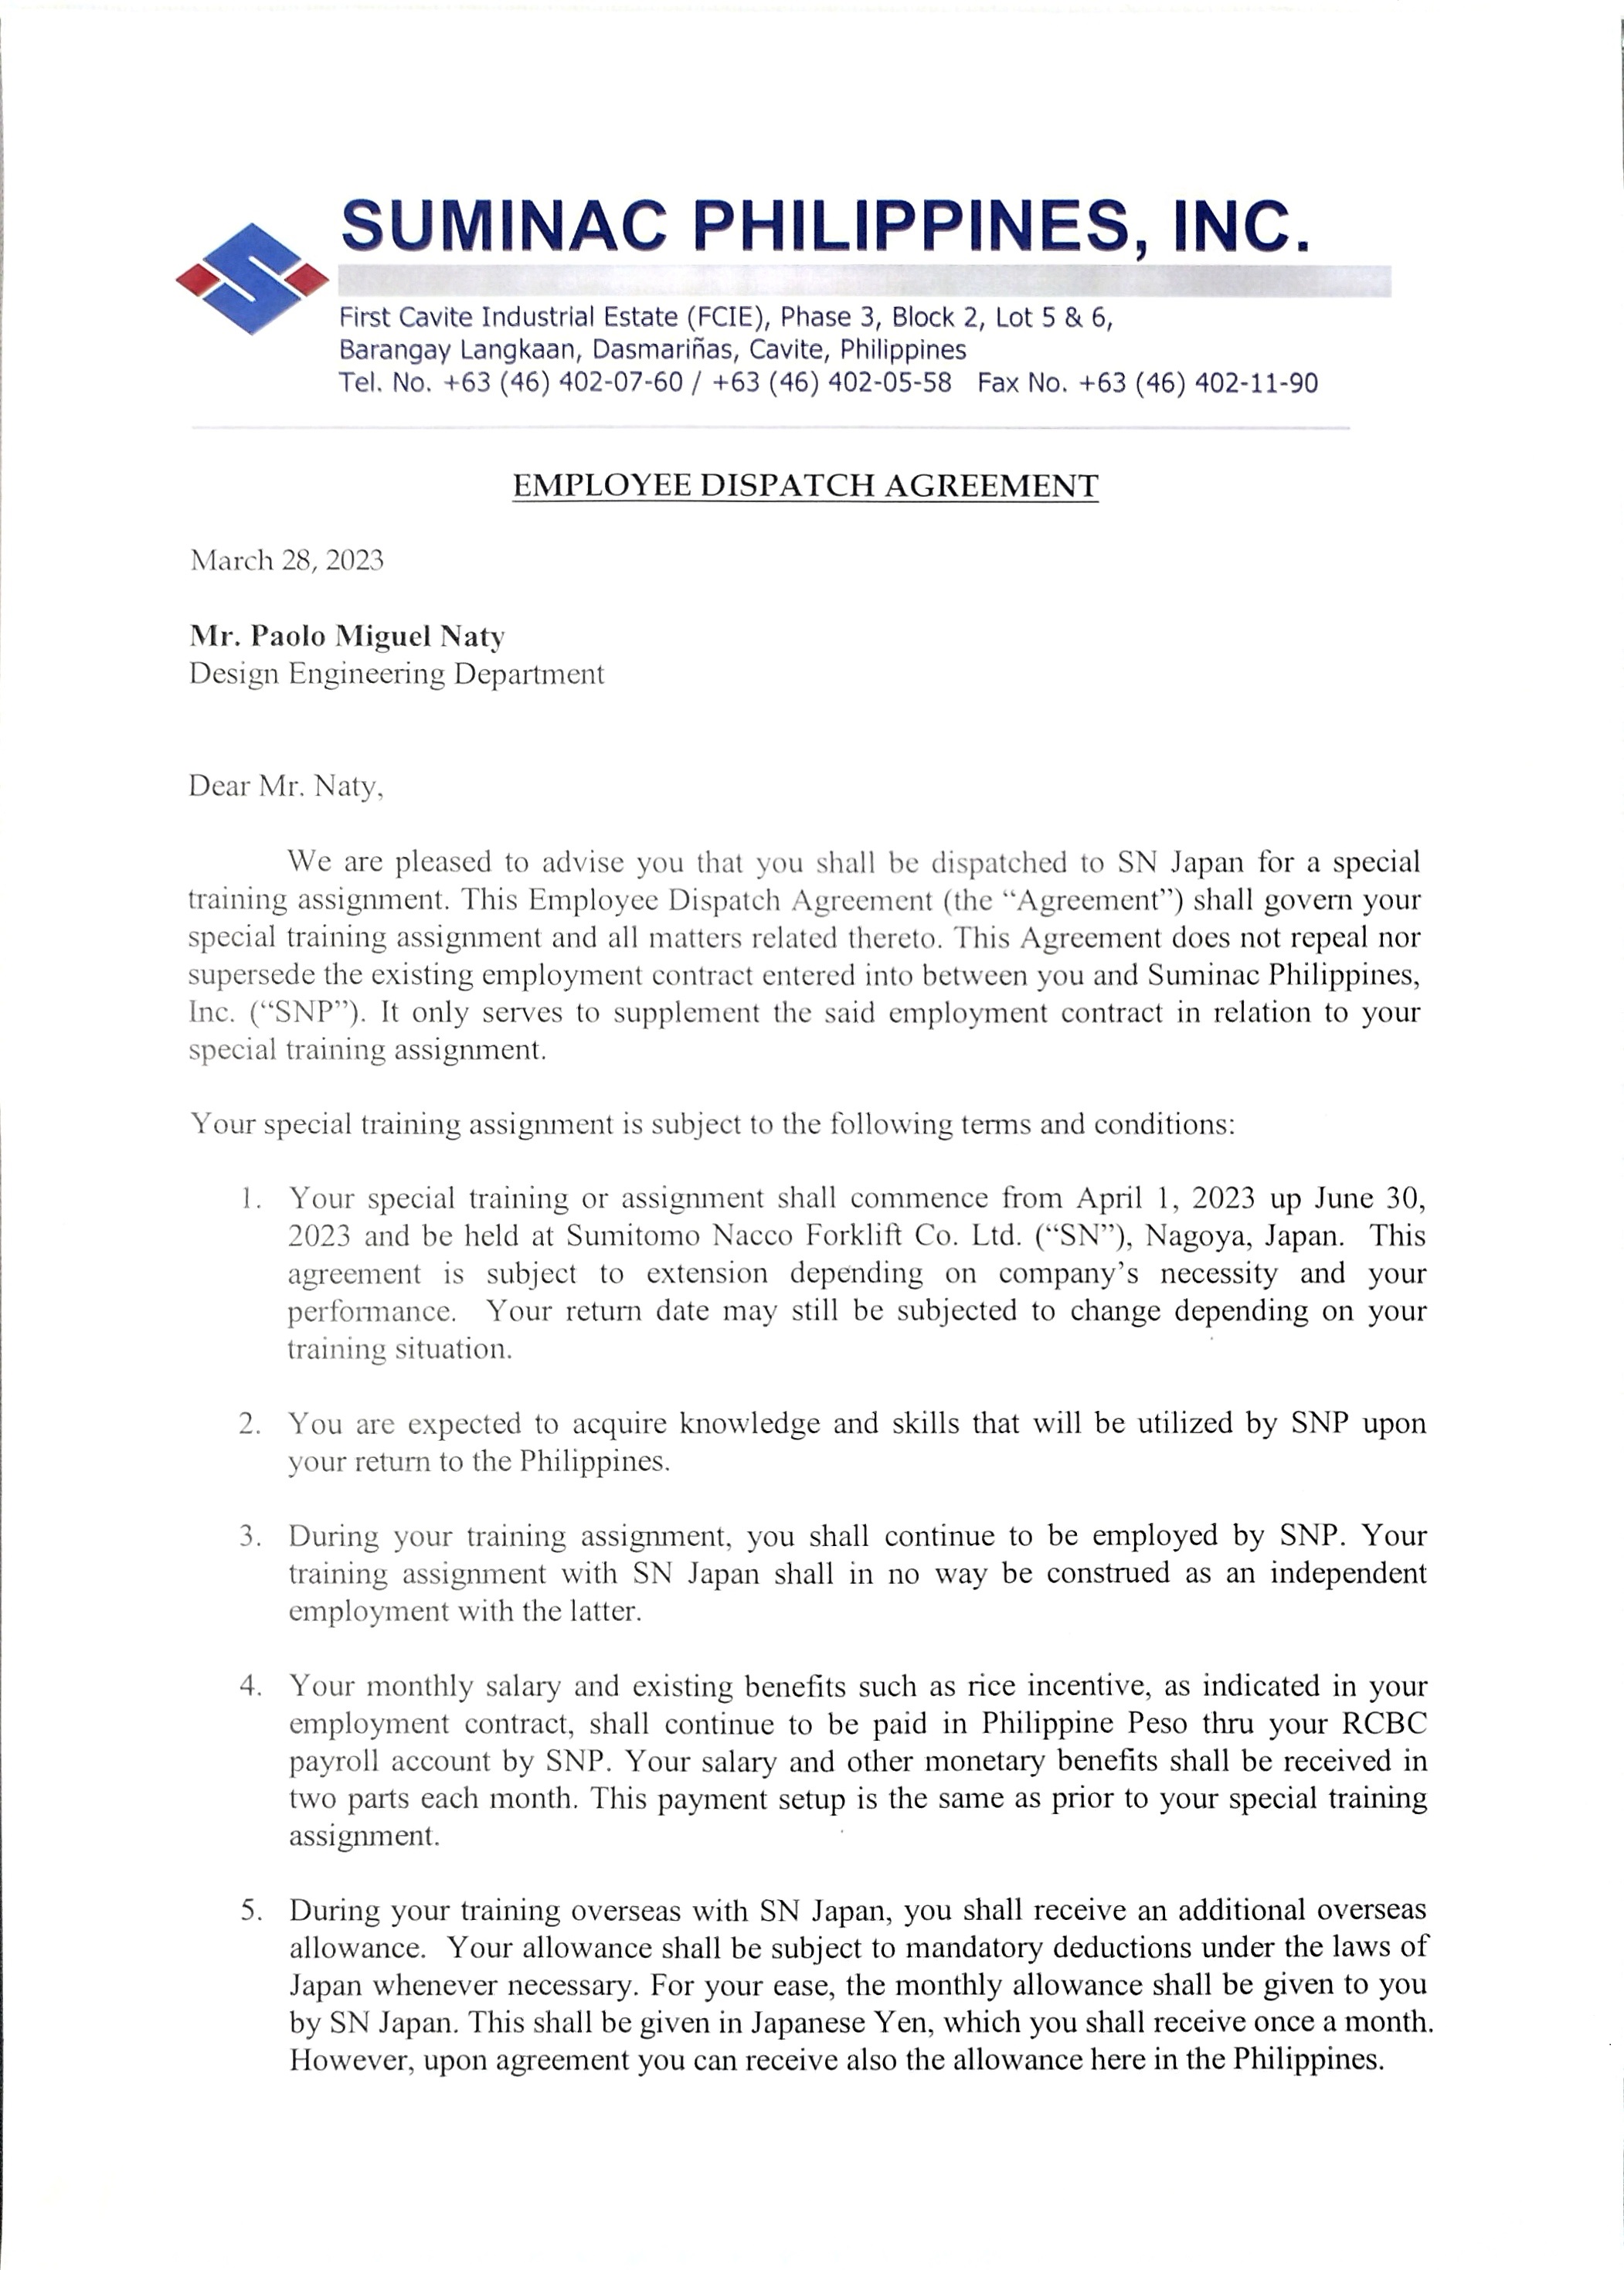 SUMINAC PHILIPPINES, INC.
First Cavite Industrial Estate (FCIE), Phase 3, Block 2, Lot 5 & 6,
Barangay Langkaan, Dasmariñas, Cavite, Philippines
Tel. No. +63 (46) 402-07-60 / +63 (46) 402-05-58 Fax No. +63 (46) 402-11-90
EMPLOYEE DISPATCH AGREEMENT
March 28, 2023
Mr. Paolo Miguel Naty
Design Engineering Department
Dear Mr. Naty,
We are pleased to advise you that you shall be dispatched to SN Japan for a special
training assignment. This Employee Dispatch Agreement (the “Agreement”) shall govern your
special training assignment and all matters related thereto. This Agreement does not repeal nor
supersede the existing employment contract entered into between you and Suminac Philippines,
Inc. (“SNP”). It only serves to supplement the said employment contract in relation to your
special training assignment.
Your special training assignment is subject to the following terms and conditions:
1. Your special training or assignment shall commence from April 1, 2023 up June 30,
2023 and be held at Sumitomo Nacco Forklift Co. Ltd. (“SN”), Nagoya, Japan. This
agreement is subject to extension depending on company’s necessity and your
performance. Your return date may still be subjected to change depending on your
training situation.
2. You are expected to acquire knowledge and skills that will be utilized by SNP upon
your return to the Philippines.
3. During your training assignment, you shall continue to be employed by SNP. Your
training assignment with SN Japan shall in no way be construed as an independent
employment with the latter.
4. Your monthly salary and existing benefits such as rice incentive, as indicated in your
employment contract, shall continue to be paid in Philippine Peso thru your RCBC
payroll account by SNP. Your salary and other monetary benefits shall be received in
two parts each month. This payment setup is the same as prior to your special training
assignment.
5. During your training overseas with SN Japan, you shall receive an additional overseas
allowance. Your allowance shall be subject to mandatory deductions under the laws of
Japan whenever necessary. For your ease, the monthly allowance shall be given to you
by SN Japan. This shall be given in Japanese Yen, which you shall receive once a month.
However, upon agreement you can receive also the allowance here in the Philippines.